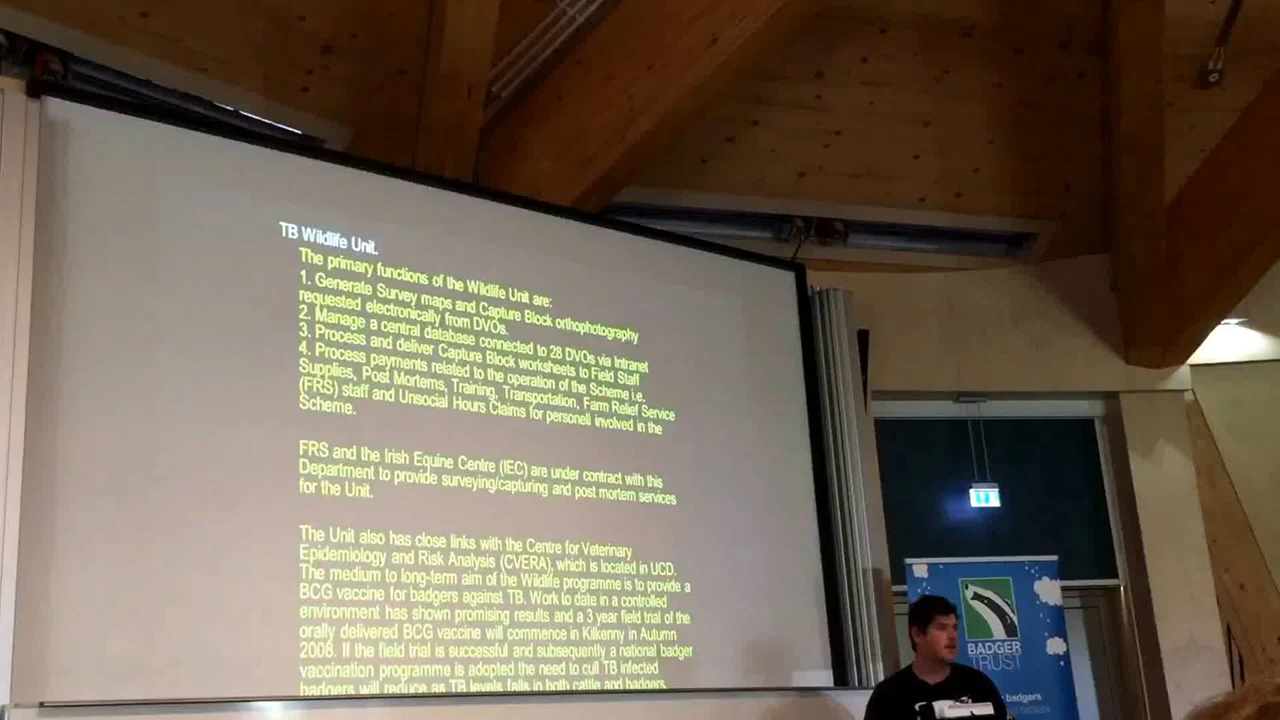 TB Wildlife Unit.
The primary functions of the Wildlife Unit are:
1. Generate Survey maps and Capture Block orthophotography
requested electronically from DVOs.
2. Manage a central database connected to 28 DVOs via Intranet
3. Process and deliver Capture Block worksheets to Field Staff
4. Process payments related to the operation of the Scheme i.e.
Supplies, Post Mortems, Training, Transportation, Farm Relief Service
(FRS) staff and Unsocial Hours Claims for personell involved in the
Scheme.
FRS and the Irish Equine Centre (IEC) are under contract with this
Department to provide surveying/capturing and post mortem services
for the Unit.
The Unit also has close links with the Centre for Veterinary
Epidemiology and Risk Analysis (CVERA), which is located in UCD.
The medium to long-term aim of the Wildlife programme is to provide a
BCG vaccine for badgers against TB. Work to date in a controlled
environment has shown promising results and a 3 year field trial of the
orally delivered BCG vaccine will commence in Kilkenny in Autumn
2008. If the field trial is successful and subsequently a national badger
vaccination programme is adopted the need to cull TB infected
badgers will reduce as TB levels falls in both cattle and badgers.
BADGER
TRUST
badgers